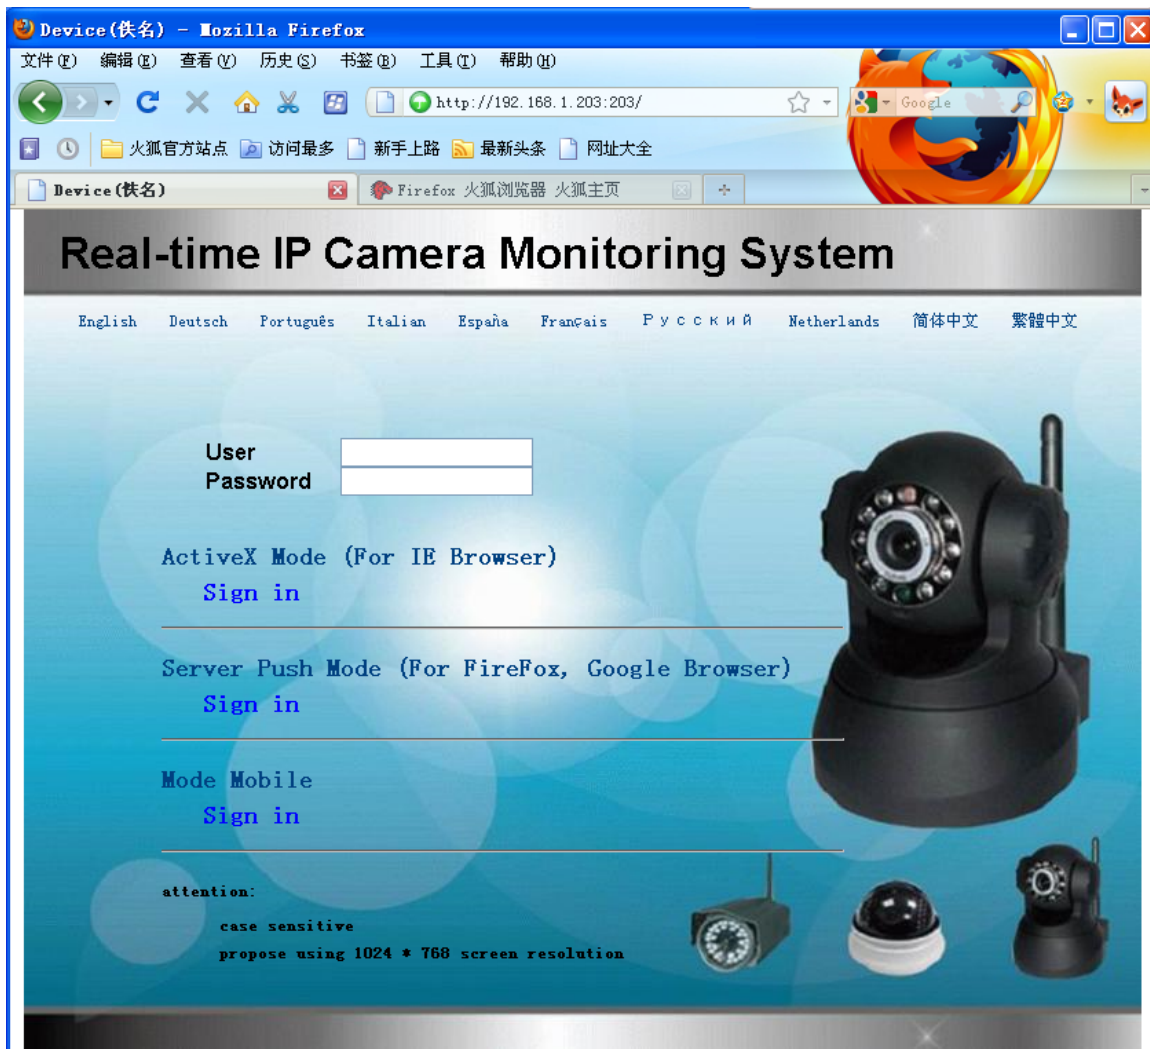 Device(佚名) - Mozilla Firefox
文件(F) 编辑(E) 查看(V) 历史(S) 书签(B) 工具(T) 帮助(H)
http://192.168.1.203:203/ Google
火狐官方站点 访问最多 新手上路 最新头条 网址大全
Device(佚名) Firefox 火狐浏览器 火狐主页
Real-time IP Camera Monitoring System
English Deutsch Português Italian España Français Русский Netherlands 简体中文 繁體中文
User
Password
ActiveX Mode (For IE Browser)
Sign in
Server Push Mode (For FireFox, Google Browser)
Sign in
Mode Mobile
Sign in
attention:
case sensitive
propose using 1024 * 768 screen resolution